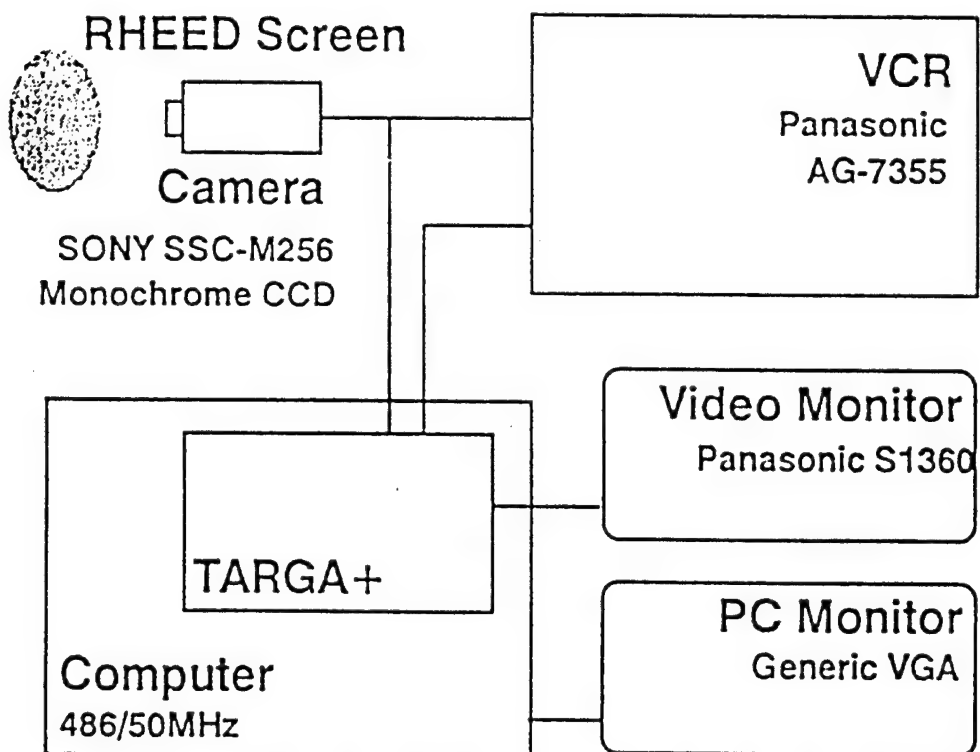 RHEED Screen
Camera
SONY SSC-M256
Monochrome CCD
VCR
Panasonic
AG-7355
Video Monitor
Panasonic S1360
TARGA+
PC Monitor
Generic VGA
Computer
486/50MHz